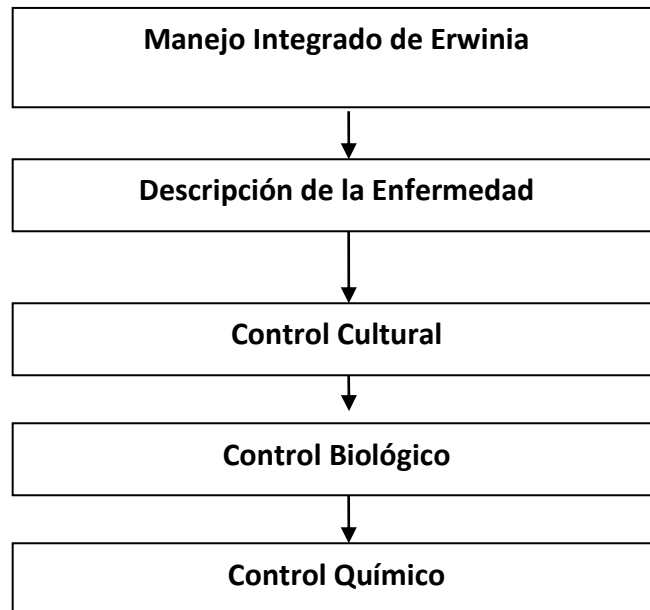 Manejo Integrado de Erwinia
Descripción de la Enfermedad
Control Cultural
Control Biológico
Control Químico